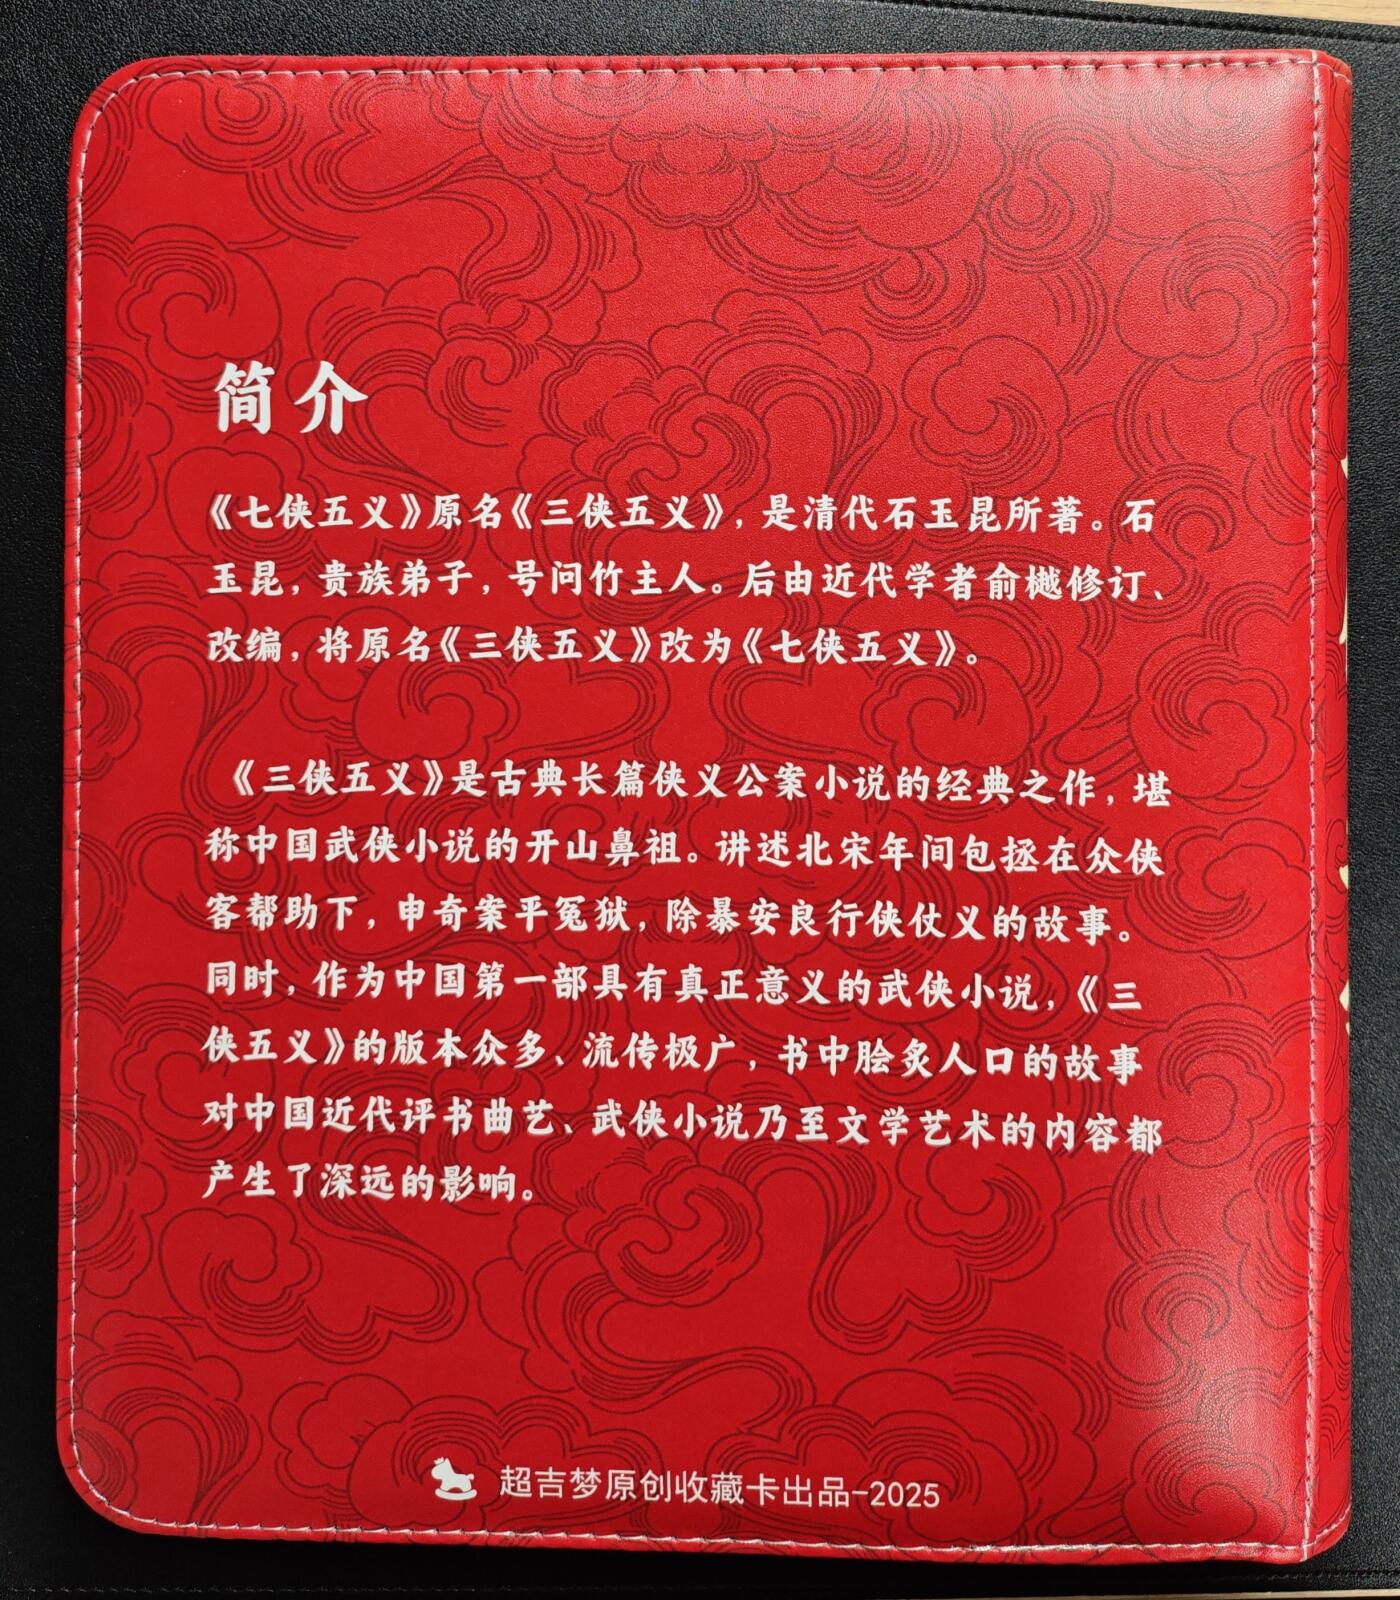 简介
《七侠五义》原名《三侠五义》，是清代石玉昆所著。石
玉昆，贵族弟子，号问竹主人。后由近代学者俞樾修订、
改编，将原名《三侠五义》改为《七侠五义》。
《三侠五义》是古典长篇侠义公案小说的经典之作，堪
称中国武侠小说的开山鼻祖。讲述北宋年间包拯在众侠
客帮助下，申奇案平冤狱，除暴安良行侠仗义的故事。
同时，作为中国第一部具有真正意义的武侠小说，《三
侠五义》的版本众多、流传极广，书中脍炙人口的故事
对中国近代评书曲艺、武侠小说乃至文学艺术的内容都
产生了深远的影响。
超吉梦原创收藏卡出品-2025